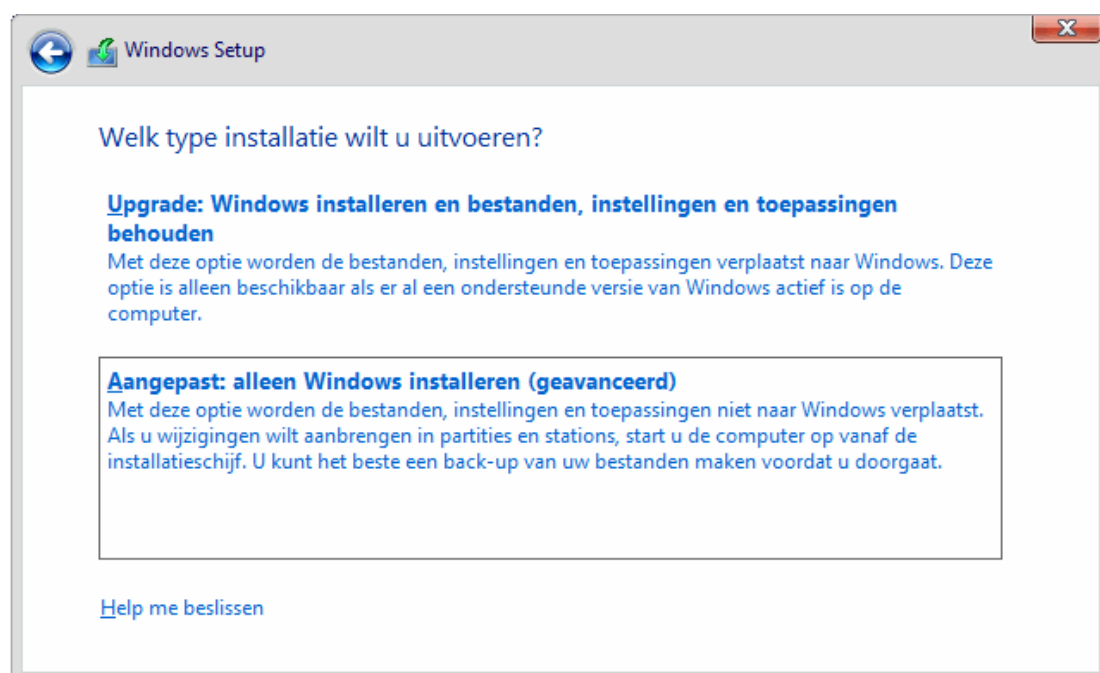 Windows Setup
Welk type installatie wilt u uitvoeren?
Upgrade: Windows installeren en bestanden, instellingen en toepassingen
behouden
Met deze optie worden de bestanden, instellingen en toepassingen verplaatst naar Windows. Deze
optie is alleen beschikbaar als er al een ondersteunde versie van Windows actief is op de
computer.
Aangepast: alleen Windows installeren (geavanceerd)
Met deze optie worden de bestanden, instellingen en toepassingen niet naar Windows verplaatst.
Als u wijzigingen wilt aanbrengen in partities en stations, start u de computer op vanaf de
installatieschijf. U kunt het beste een back-up van uw bestanden maken voordat u doorgaat.
Help me beslissen